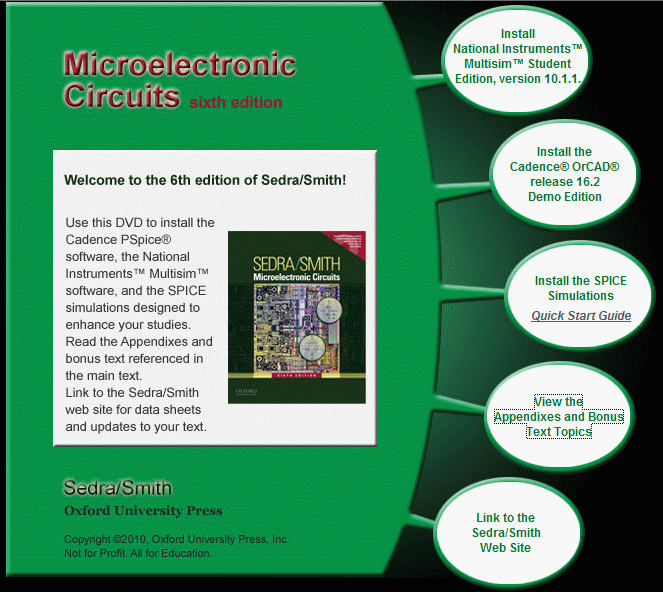 Microelectronic
Circuits sixth edition
Welcome to the 6th edition of Sedra/Smith!
Use this DVD to install the
Cadence PSpice®
software, the National
Instruments™ Multisim™
software, and the SPICE
simulations designed to
enhance your studies.
Read the Appendixes and
bonus text referenced in
the main text.
Link to the Sedra/Smith
web site for data sheets
and updates to your text.
SEDRA/SMITH
Microelectronic Circuits
SIXTH EDITION
OXFORD
Sedra/Smith
Oxford University Press
Copyright ©2010, Oxford University Press, Inc.
Not for Profit. All for Education.
Install
National Instruments™
Multisim™ Student
Edition, version 10.1.1.
Install the
Cadence® OrCAD®
release 16.2
Demo Edition
Install the SPICE
Simulations
Quick Start Guide
View the
Appendixes and Bonus
Text Topics
Link to the
Sedra/Smith
Web Site